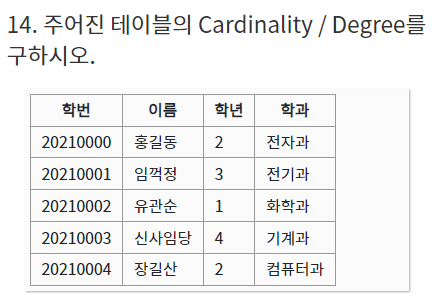 14. 주어진 테이블의 Cardinality / Degree를
구하시오.
학번 이름 학년 학과
20210000 홍길동 2 전자과
20210001 임꺽정 3 전기과
20210002 유관순 1 화학과
20210003 신사임당 4 기계과
20210004 장길산 2 컴퓨터과